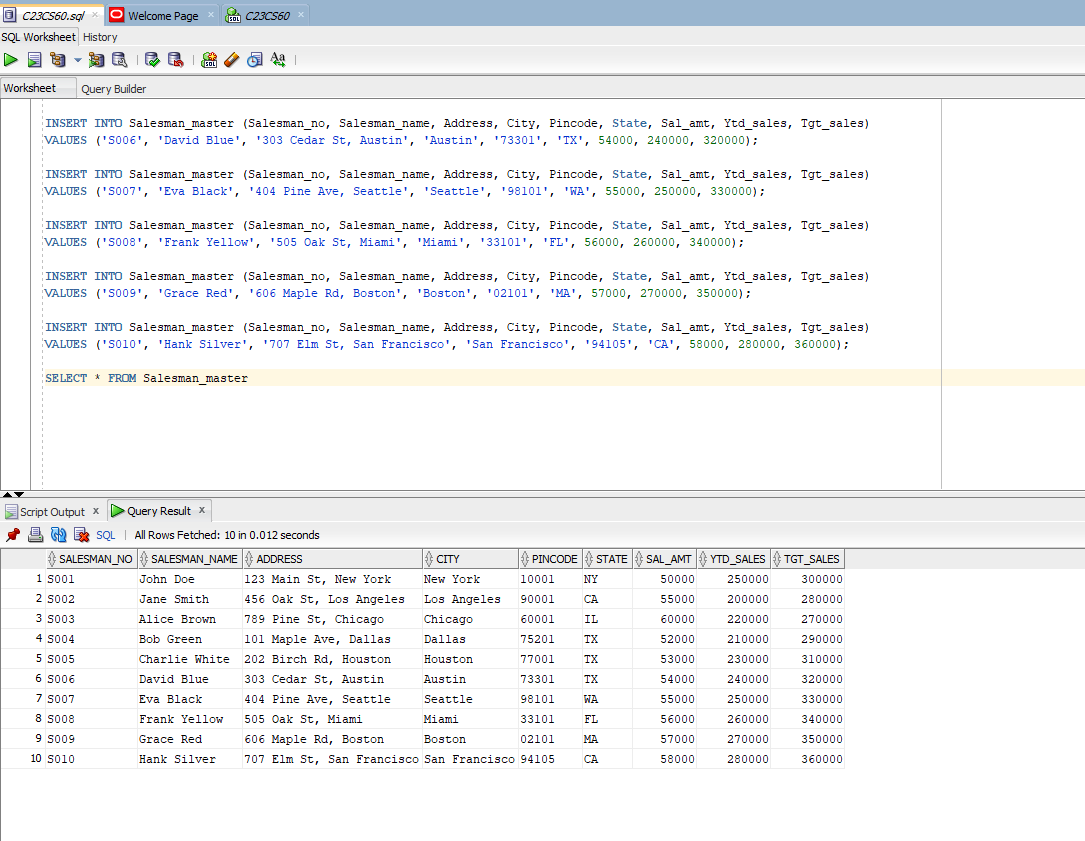 C23CS60.sql × Welcome Page × C23CS60 ×
SQL Worksheet History
Worksheet Query Builder
INSERT INTO Salesman_master (Salesman_no, Salesman_name, Address, City, Pincode, State, Sal_amt, Ytd_sales, Tgt_sales)
VALUES ('S006', 'David Blue', '303 Cedar St, Austin', 'Austin', '73301', 'TX', 54000, 240000, 320000);
INSERT INTO Salesman_master (Salesman_no, Salesman_name, Address, City, Pincode, State, Sal_amt, Ytd_sales, Tgt_sales)
VALUES ('S007', 'Eva Black', '404 Pine Ave, Seattle', 'Seattle', '98101', 'WA', 55000, 250000, 330000);
INSERT INTO Salesman_master (Salesman_no, Salesman_name, Address, City, Pincode, State, Sal_amt, Ytd_sales, Tgt_sales)
VALUES ('S008', 'Frank Yellow', '505 Oak St, Miami', 'Miami', '33101', 'FL', 56000, 260000, 340000);
INSERT INTO Salesman_master (Salesman_no, Salesman_name, Address, City, Pincode, State, Sal_amt, Ytd_sales, Tgt_sales)
VALUES ('S009', 'Grace Red', '606 Maple Rd, Boston', 'Boston', '02101', 'MA', 57000, 270000, 350000);
INSERT INTO Salesman_master (Salesman_no, Salesman_name, Address, City, Pincode, State, Sal_amt, Ytd_sales, Tgt_sales)
VALUES ('S010', 'Hank Silver', '707 Elm St, San Francisco', 'San Francisco', '94105', 'CA', 58000, 280000, 360000);
SELECT * FROM Salesman_master
Script Output x Query Result x
SQL | All Rows Fetched: 10 in 0.012 seconds
SALESMAN_NO SALESMAN_NAME ADDRESS CITY PINCODE STATE SAL_AMT YTD_SALES TGT_SALES
1 S001 John Doe 123 Main St, New York New York 10001 NY 50000 250000 300000
2 S002 Jane Smith 456 Oak St, Los Angeles Los Angeles 90001 CA 55000 200000 280000
3 S003 Alice Brown 789 Pine St, Chicago Chicago 60001 IL 60000 220000 270000
4 S004 Bob Green 101 Maple Ave, Dallas Dallas 75201 TX 52000 210000 290000
5 S005 Charlie White 202 Birch Rd, Houston Houston 77001 TX 53000 230000 310000
6 S006 David Blue 303 Cedar St, Austin Austin 73301 TX 54000 240000 320000
7 S007 Eva Black 404 Pine Ave, Seattle Seattle 98101 WA 55000 250000 330000
8 S008 Frank Yellow 505 Oak St, Miami Miami 33101 FL 56000 260000 340000
9 S009 Grace Red 606 Maple Rd, Boston Boston 02101 MA 57000 270000 350000
10 S010 Hank Silver 707 Elm St, San Francisco San Francisco 94105 CA 58000 280000 360000